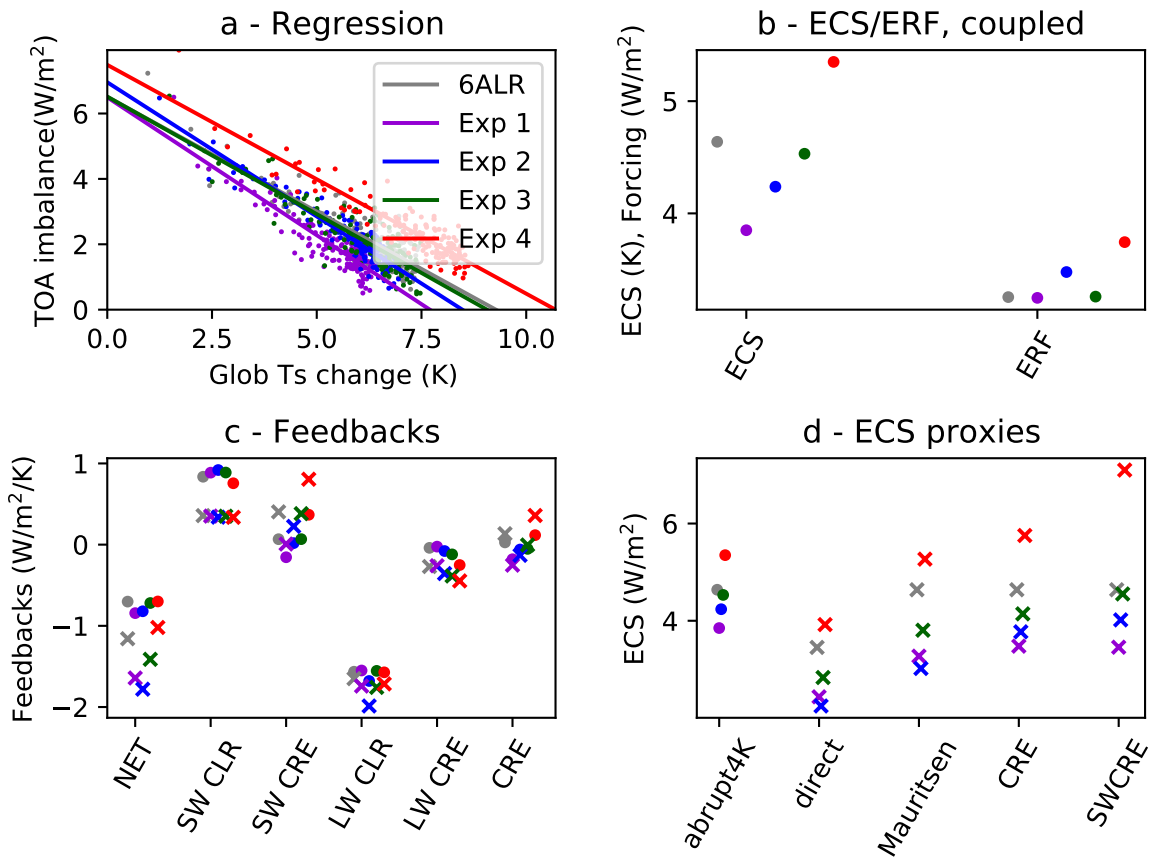 a - Regression
TOA imbalance(W/m²)
6
4
2
0
0.0 2.5 5.0 7.5 10.0
Glob Ts change (K)
6ALR
Exp 1
Exp 2
Exp 3
Exp 4
b - ECS/ERF, coupled
ECS (K), Forcing (W/m²)
5
4
ECS
ERF
c - Feedbacks
Feedbacks (W/m²/K)
1
0
−1
−2
NET
SW CLR
SW CRE
LW CLR
LW CRE
CRE
d - ECS proxies
ECS (W/m²)
6
4
abrupt4K
direct
Mauritsen
CRE
SWCRE